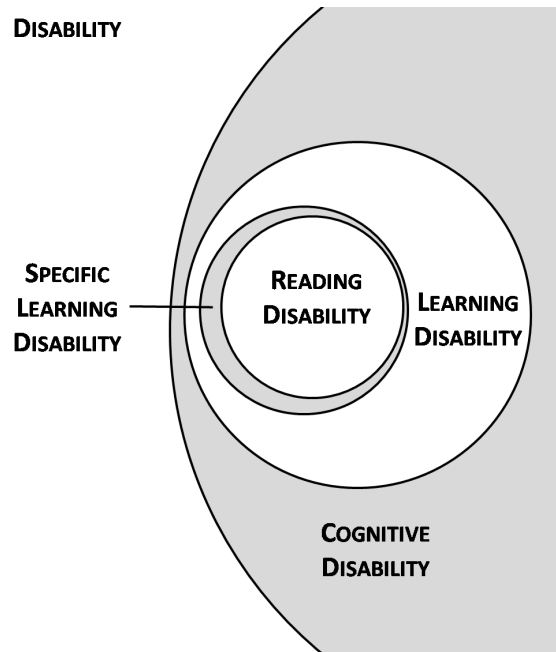 DISABILITY
SPECIFIC
LEARNING
DISABILITY
READING
DISABILITY
LEARNING
DISABILITY
COGNITIVE
DISABILITY